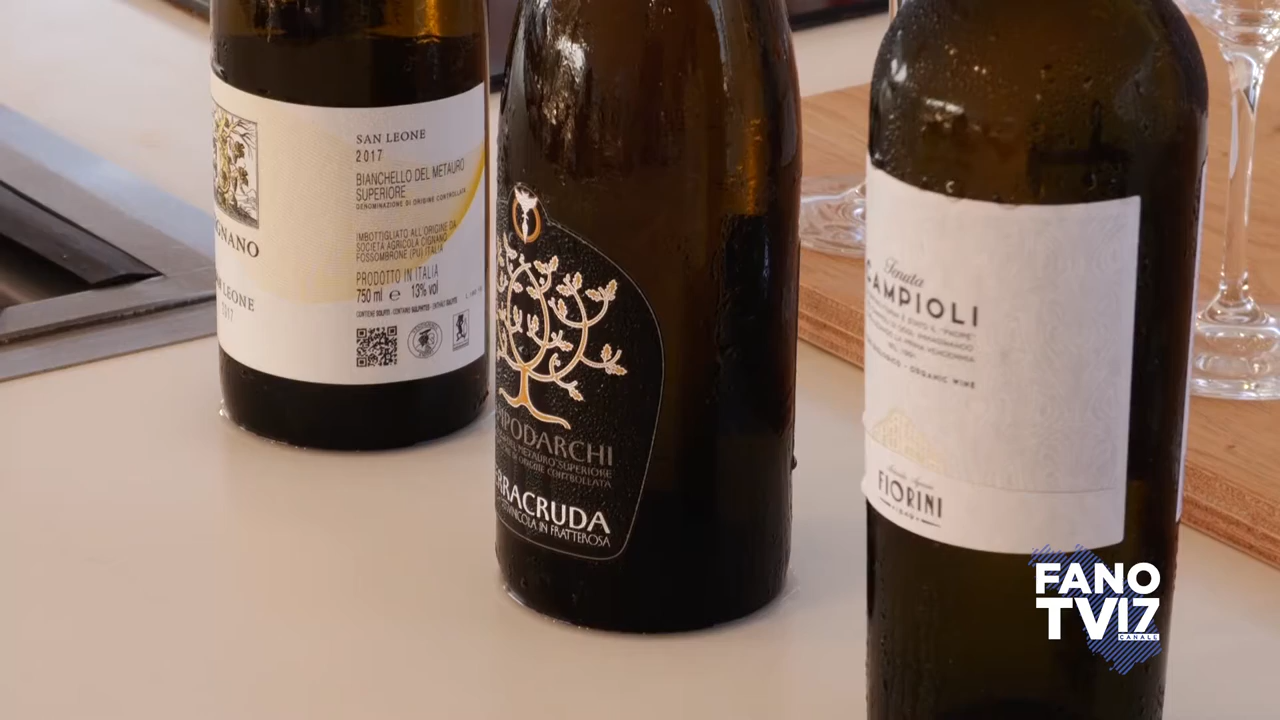 SAN LEONE
2017
BIANCHELLO DEL METAURO
SUPERIORE
DENOMINAZIONE DI ORIGINE CONTROLLATA
IMBOTTIGLIATO ALL'ORIGINE DA
SOCIETÀ AGRICOLA CIGNANO
FOSSOMBRONE (PU) ITALIA
PRODOTTO IN ITALIA
750 ml e 13% vol
GNANO
LEONE
2017
PODARCHI
METAURO SUPERIORE
DI ORIGINE CONTROLLATA
RRACRUDA
VINICOLA IN FRATTEROSA
Tenuta
CAMPIOLI
ORGANIC WINE
FIORINI
FANO
TV17
CANALE